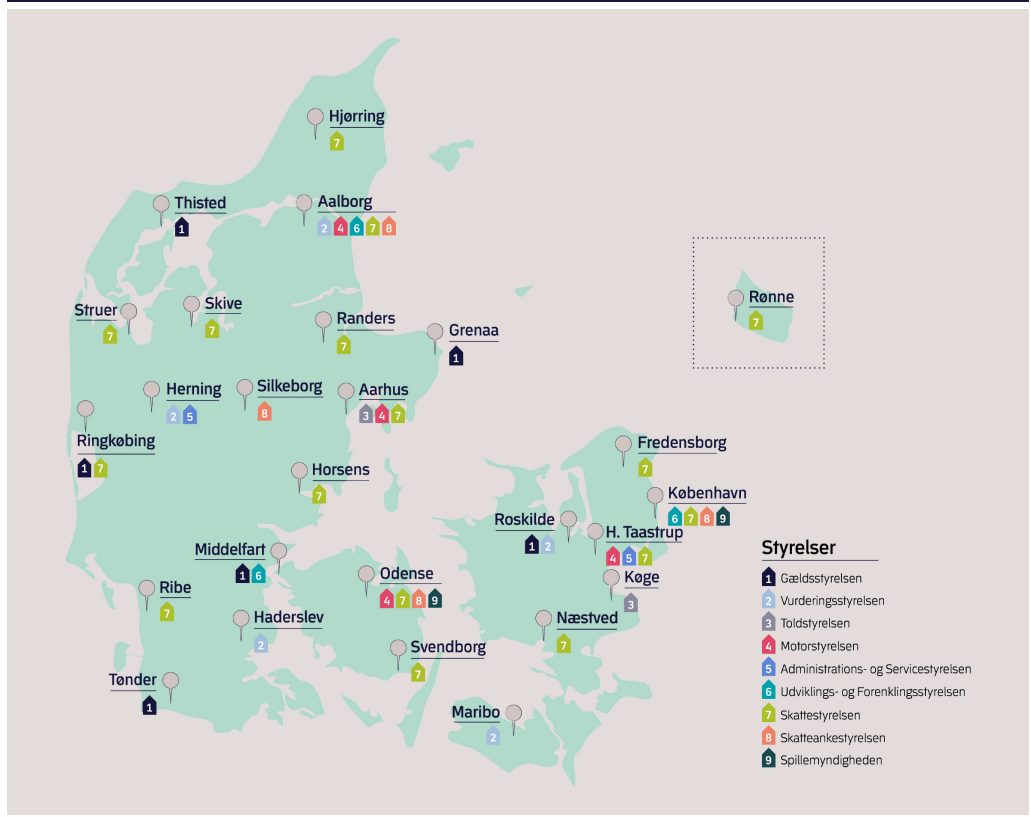 Hjørring
7
Thisted
1
Aalborg
2 4 6 7 8
Struer
7
Skive
7
Randers
7
Grenaa
1
Rønne
7
Herning
2 5
Silkeborg
8
Aarhus
3 4 7
Ringkøbing
1 7
Horsens
7
Fredensborg
7
København
6 7 8 9
Roskilde
1 2
H. Taastrup
4 5 7
Middelfart
1 6
Odense
4 7 8 9
Køge
3
Ribe
7
Haderslev
2
Næstved
7
Svendborg
7
Tønder
1
Maribo
2
Styrelser
1 Gældsstyrelsen
2 Vurderingsstyrelsen
3 Toldstyrelsen
4 Motorstyrelsen
5 Administrations- og Servicestyrelsen
6 Udviklings- og Forenklingsstyrelsen
7 Skattestyrelsen
8 Skatteankestyrelsen
9 Spillemyndigheden